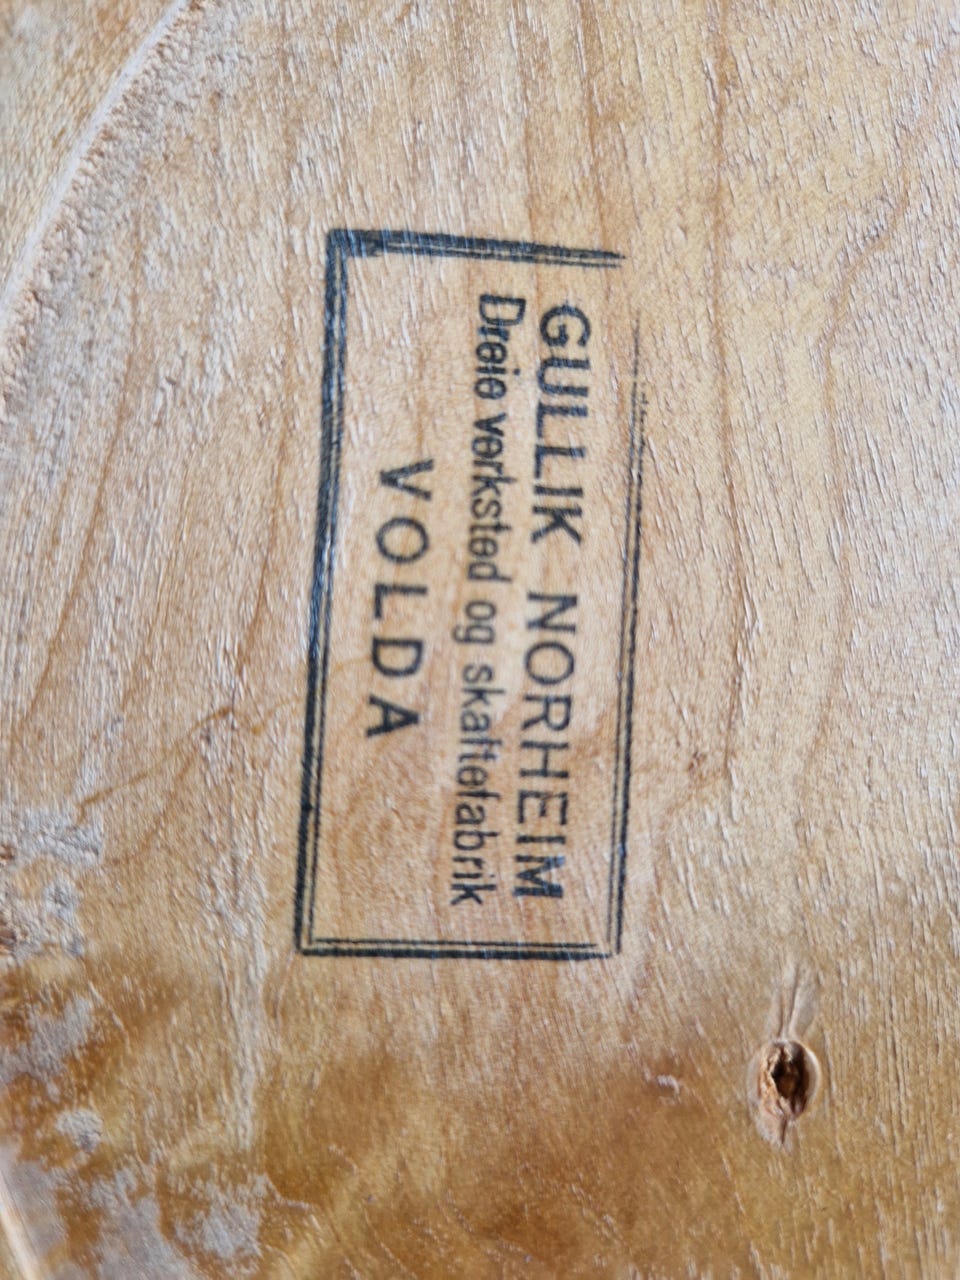 GULLIK NORHEIM
Dreie verksted og skaftefabrik
VOLDA